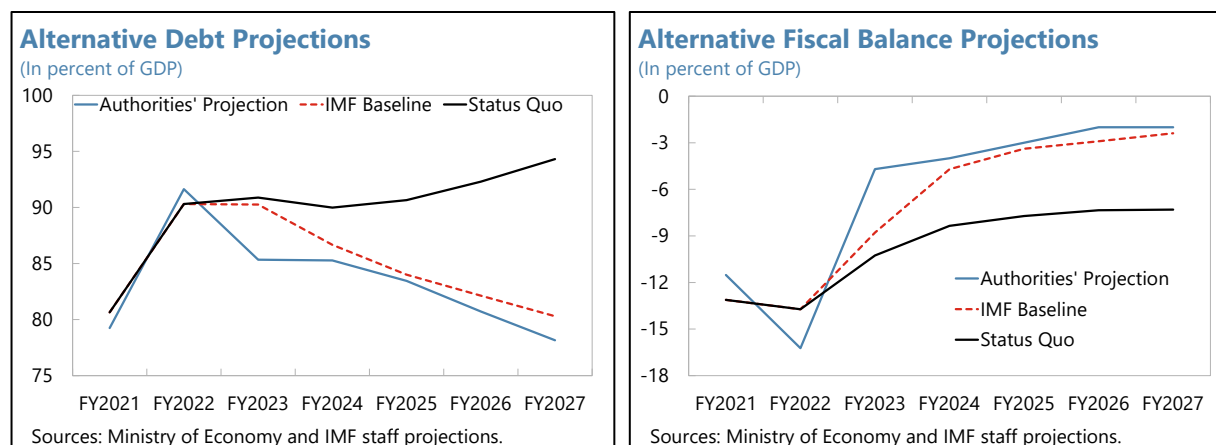 Alternative Debt Projections
(In percent of GDP)
100
Authorities' Projection IMF Baseline Status Quo
95
90
85
80
75
FY2021 FY2022 FY2023 FY2024 FY2025 FY2026 FY2027
Sources: Ministry of Economy and IMF staff projections.
Alternative Fiscal Balance Projections
(In percent of GDP)
0
-3
-6
-9
-12
-15
-18
Authorities' Projection
IMF Baseline
Status Quo
FY2021 FY2022 FY2023 FY2024 FY2025 FY2026 FY2027
Sources: Ministry of Economy and IMF staff projections.